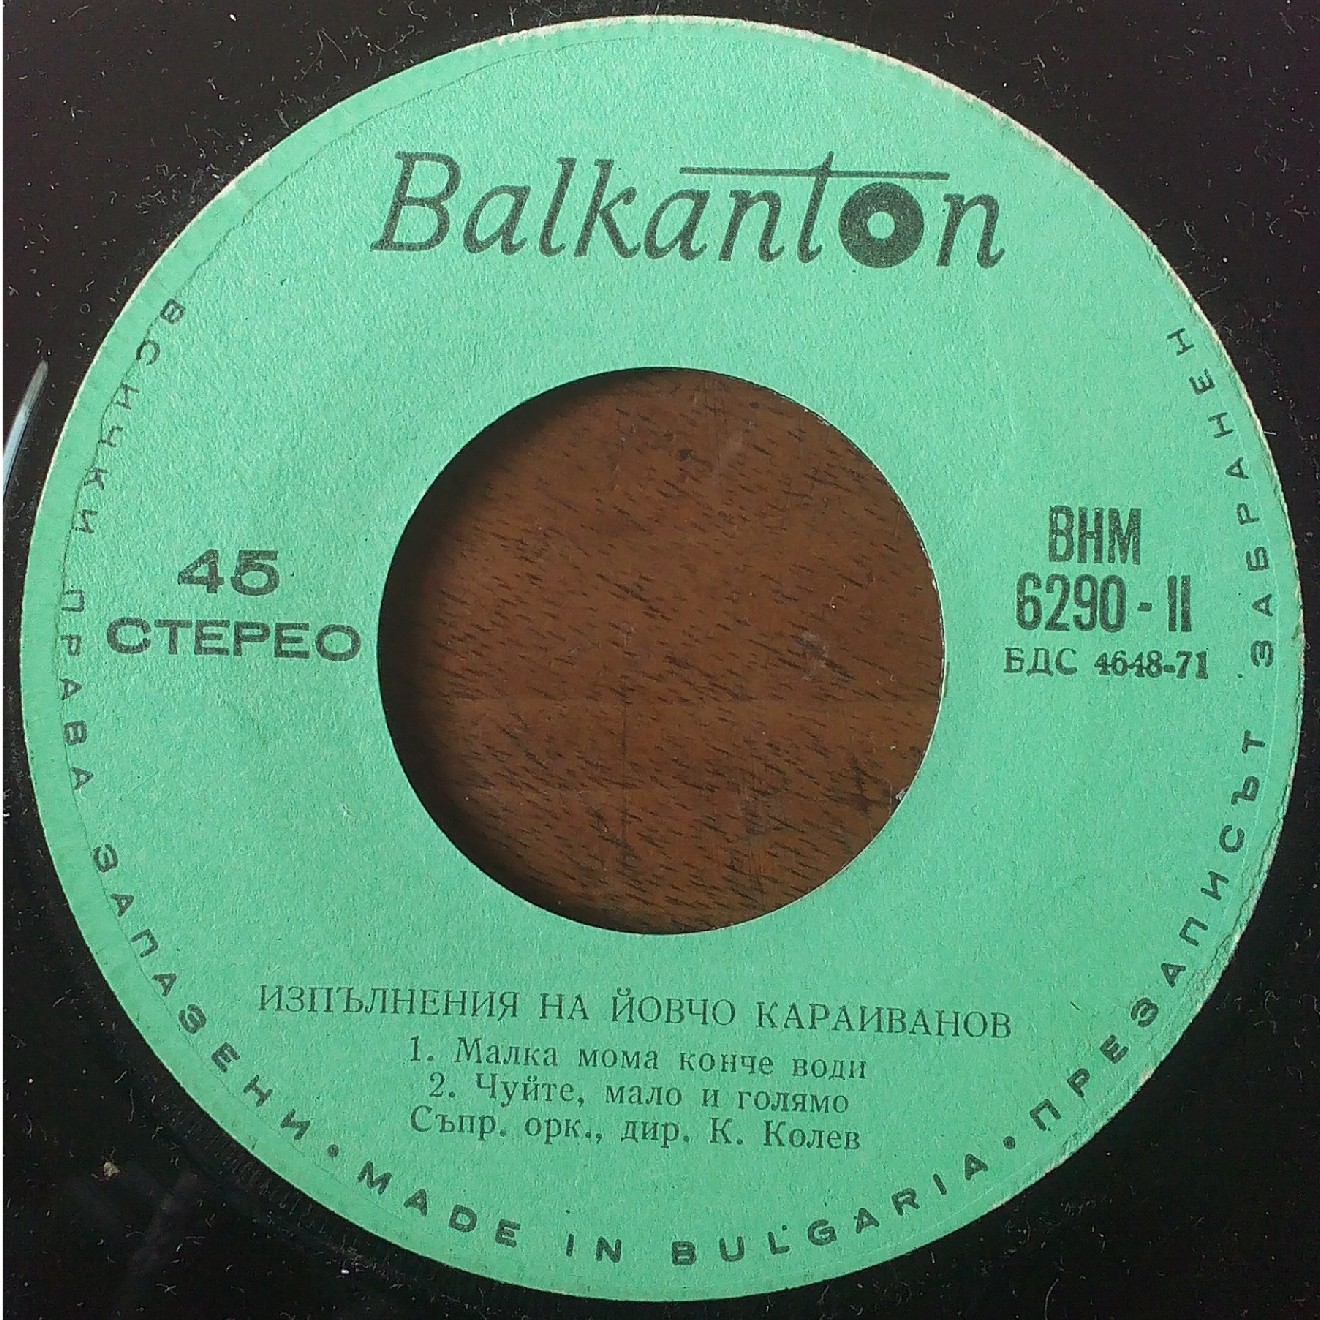 Balkanton
45
СТЕРЕО
ВНМ
6290-II
БДС 4648-71
ИЗПЪЛНЕНИЯ НА ЙОВЧО КАРАИВАНОВ
1. Малка мома конче води
2. Чуйте, мало и голямо
Съпр. орк., дир. К. Колев
ВСИЧКИ ПРАВА ЗАПАЗЕНИ • MADE IN BULGARIA • ПРЕЗАПИСЪТ ЗАБРАНЕН